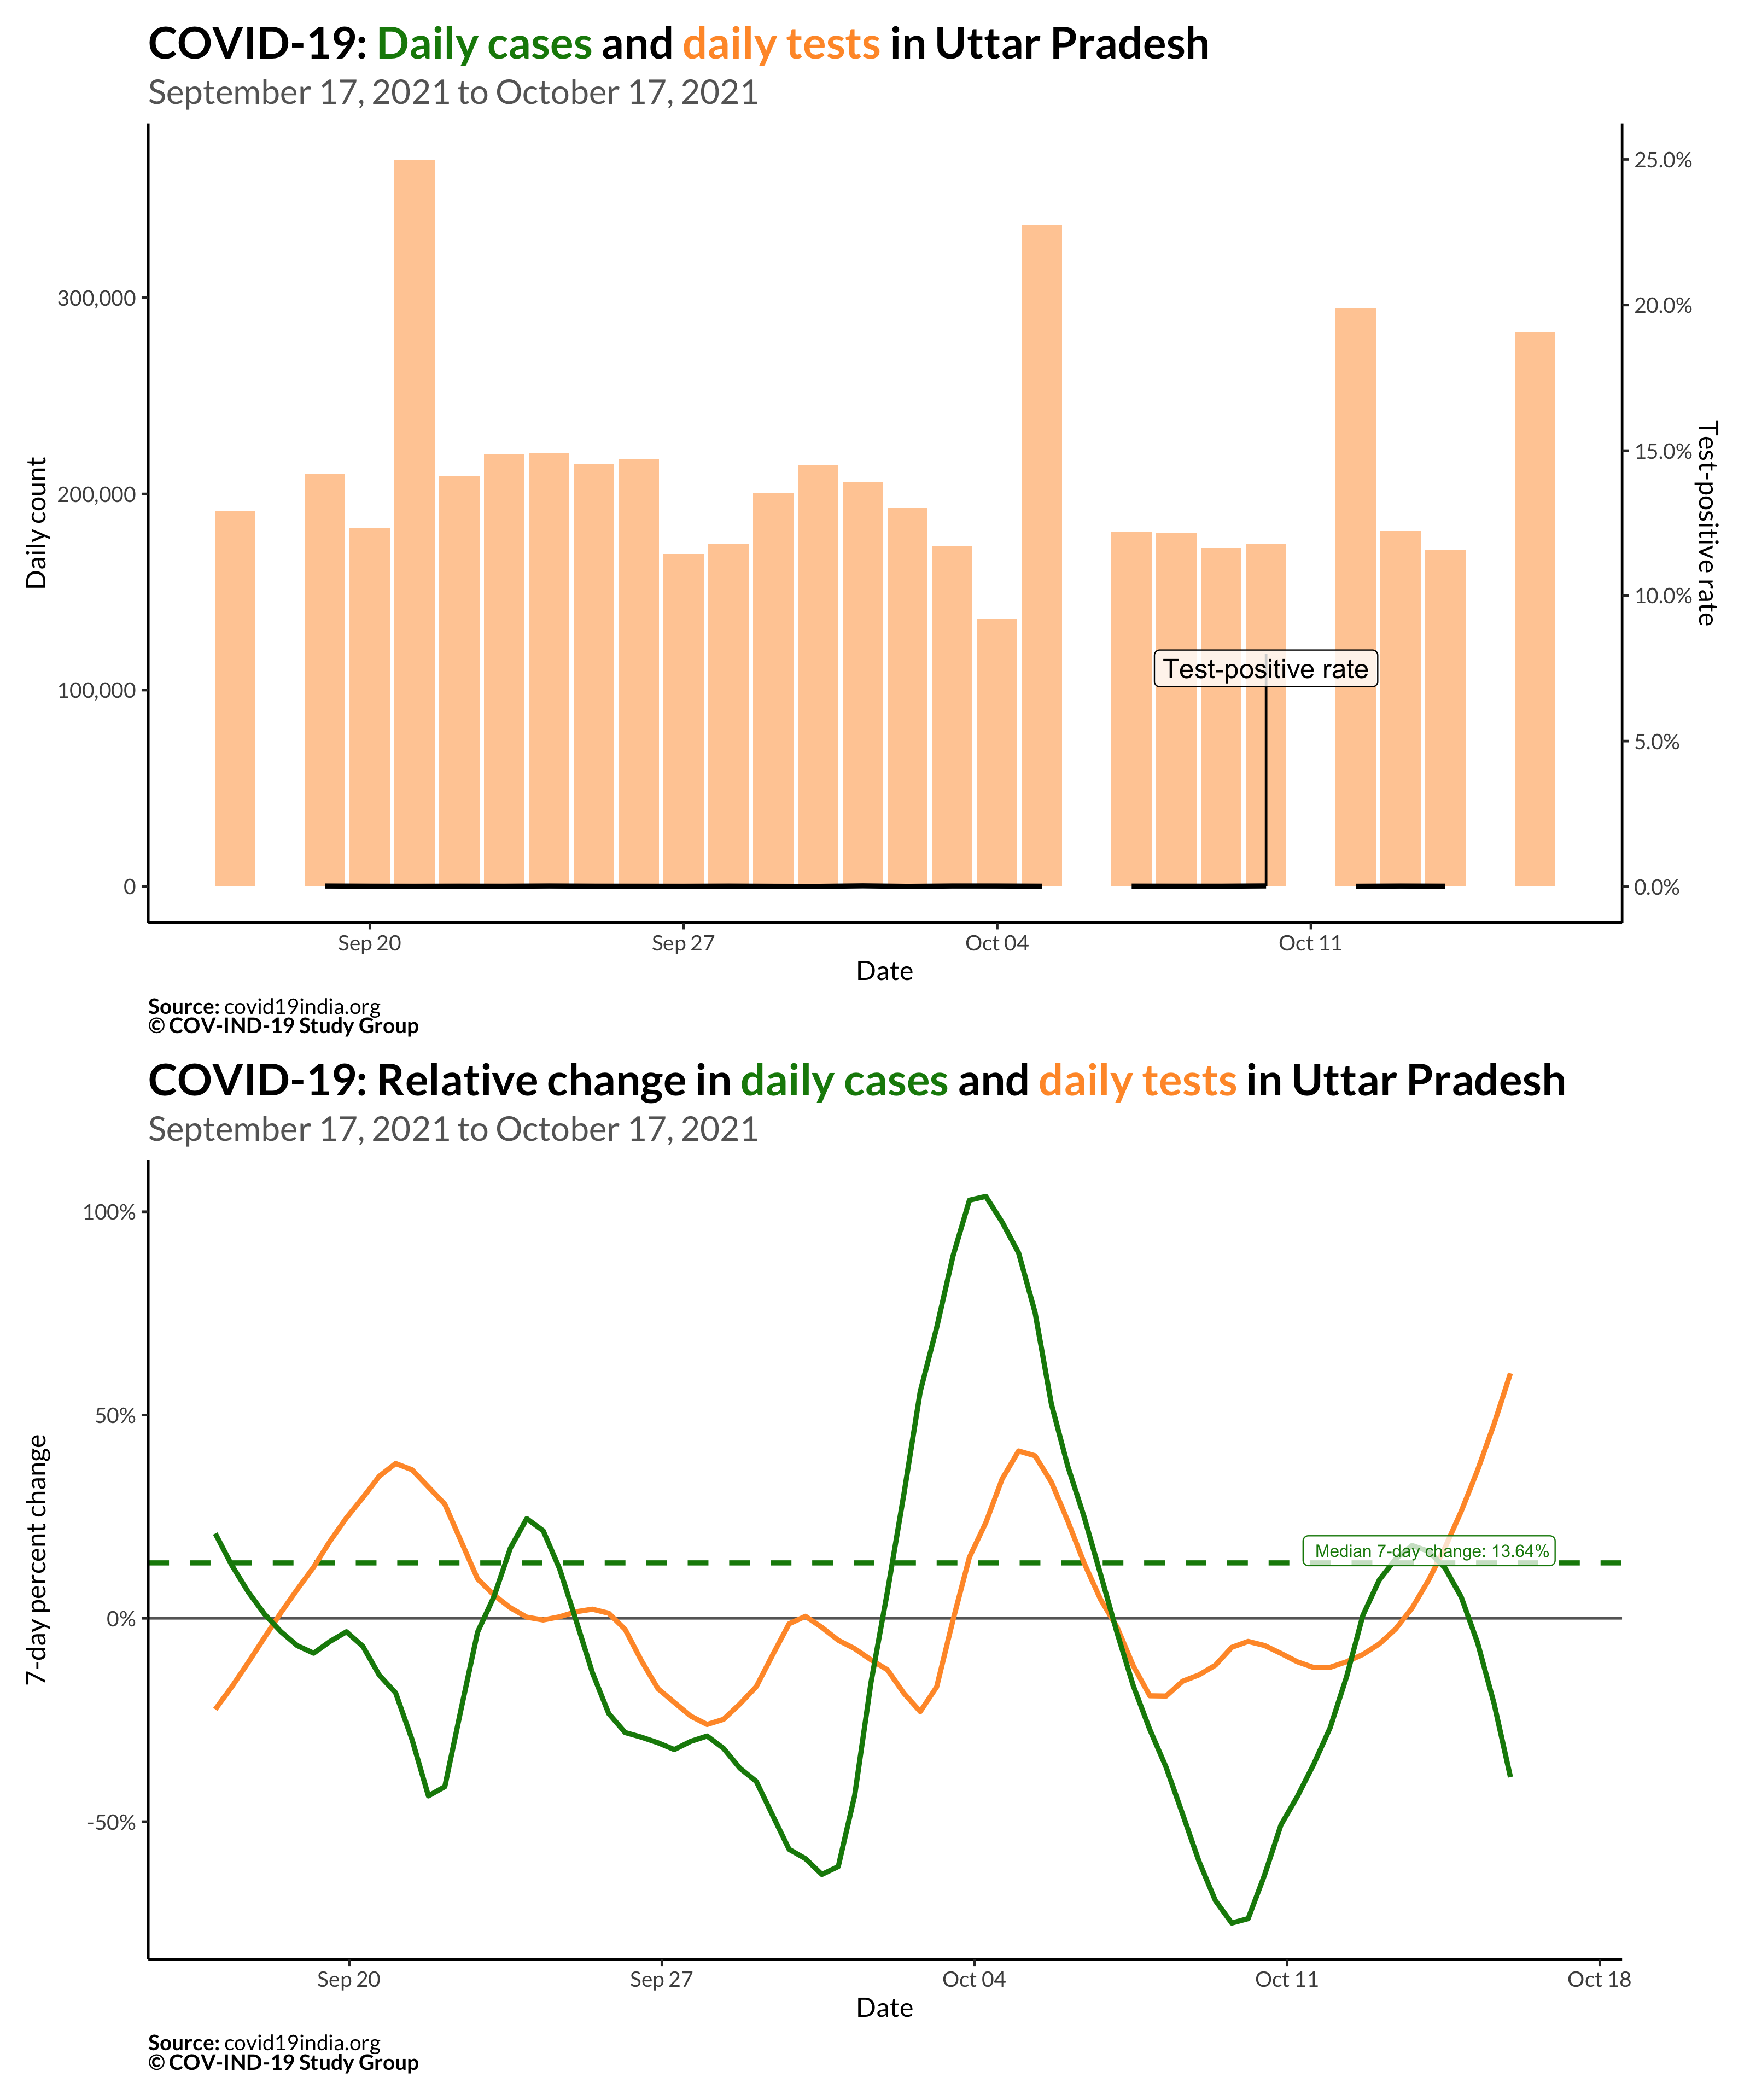 COVID-19: Daily cases and daily tests in Uttar Pradesh
September 17, 2021 to October 17, 2021
Daily count
300,000
200,000
100,000
0
25.0%
20.0%
15.0%
10.0%
5.0%
0.0%
Test-positive rate
Test-positive rate
Sep 20
Sep 27
Oct 04
Oct 11
Date
Source: covid19india.org
© COV-IND-19 Study Group
COVID-19: Relative change in daily cases and daily tests in Uttar Pradesh
September 17, 2021 to October 17, 2021
7-day percent change
100%
50%
0%
-50%
Median 7-day change: 13.64%
Sep 20
Sep 27
Oct 04
Oct 11
Oct 18
Date
Source: covid19india.org
© COV-IND-19 Study Group